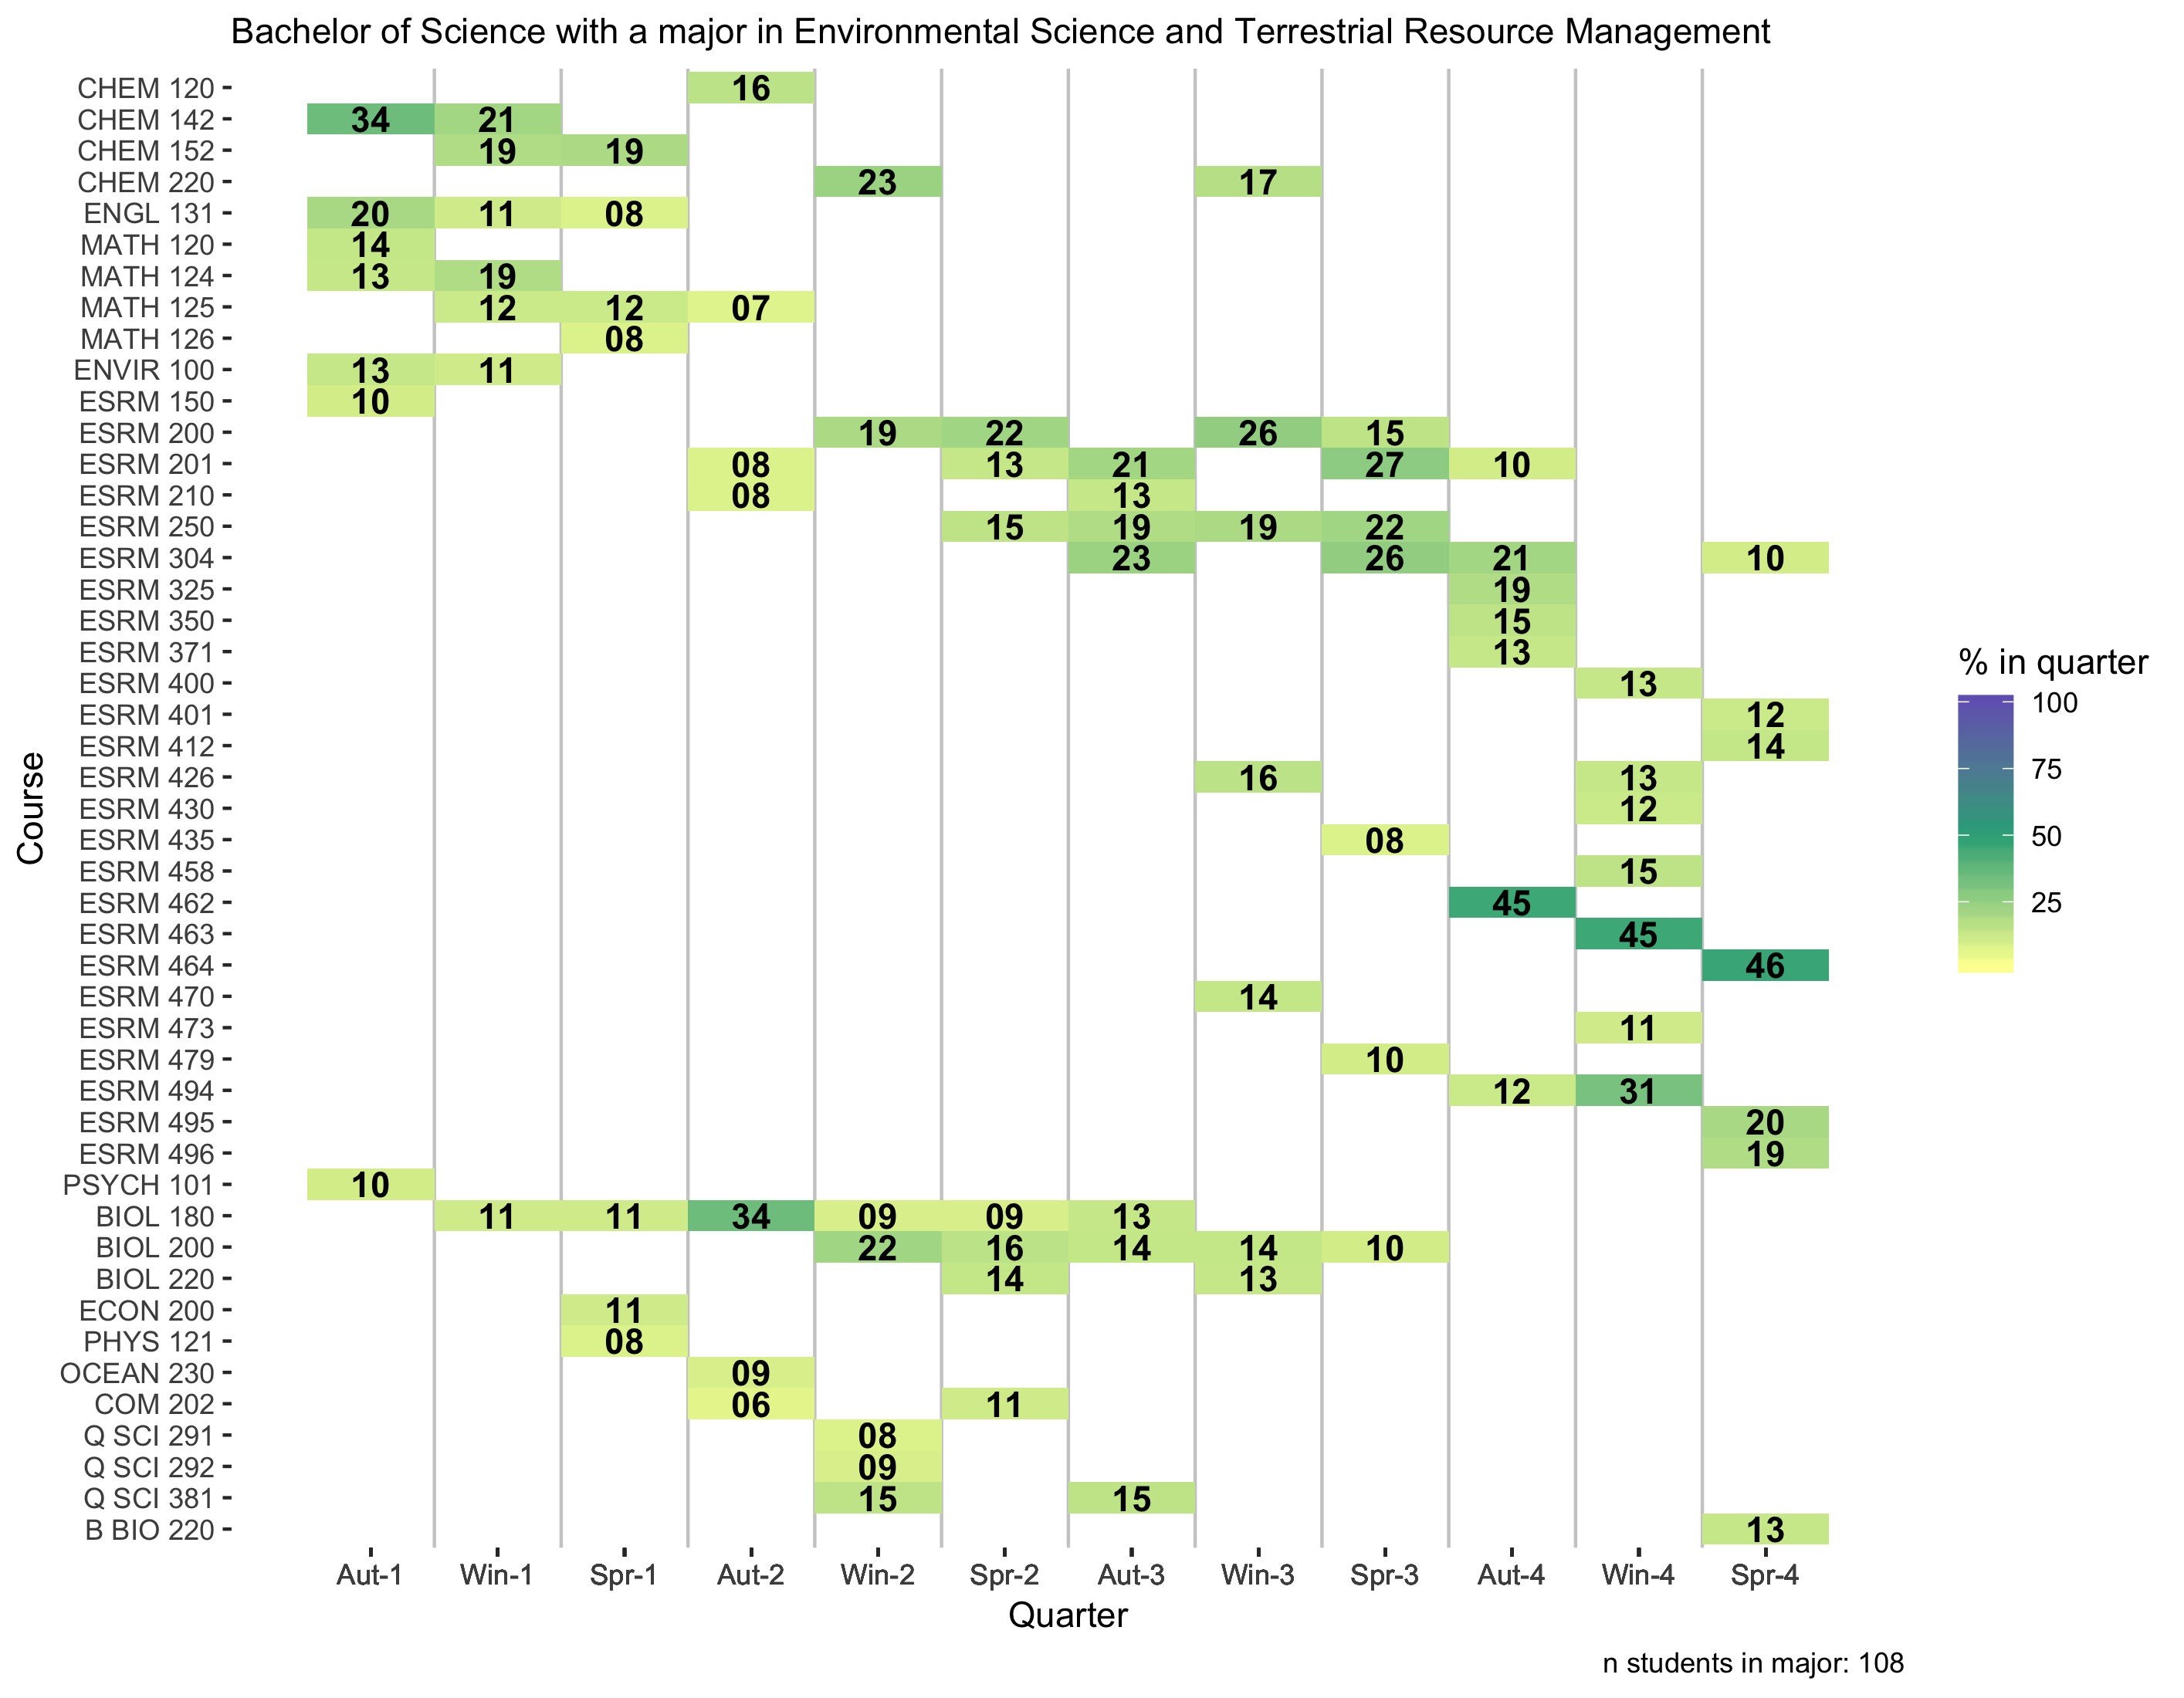 Bachelor of Science with a major in Environmental Science and Terrestrial Resource Management
CHEM 120 16
CHEM 142 34 21
CHEM 152 19 19
CHEM 220 23 17
ENGL 131 20 11 08
MATH 120 14
MATH 124 13 19
MATH 125 12 12 07
MATH 126 08
ENVIR 100 13 11
ESRM 150 10
ESRM 200 19 22 26 15
ESRM 201 08 13 21 27 10
ESRM 210 08 13
ESRM 250 15 19 19 22
ESRM 304 23 26 21 10
ESRM 325 19
ESRM 350 15
ESRM 371 13
ESRM 400 13
ESRM 401 12
ESRM 412 14
ESRM 426 16 13
ESRM 430 12
ESRM 435 08
ESRM 458 15
ESRM 462 45
ESRM 463 45
ESRM 464 46
ESRM 470 14
ESRM 473 11
ESRM 479 10
ESRM 494 12 31
ESRM 495 20
ESRM 496 19
PSYCH 101 10
BIOL 180 11 11 34 09 09 13
BIOL 200 22 16 14 14 10
BIOL 220 14 13
ECON 200 11
PHYS 121 08
OCEAN 230 09
COM 202 06 11
Q SCI 291 08
Q SCI 292 09
Q SCI 381 15 15
B BIO 220 13
Aut-1 Win-1 Spr-1 Aut-2 Win-2 Spr-2 Aut-3 Win-3 Spr-3 Aut-4 Win-4 Spr-4
Quarter
Course
% in quarter
100
75
50
25
n students in major: 108